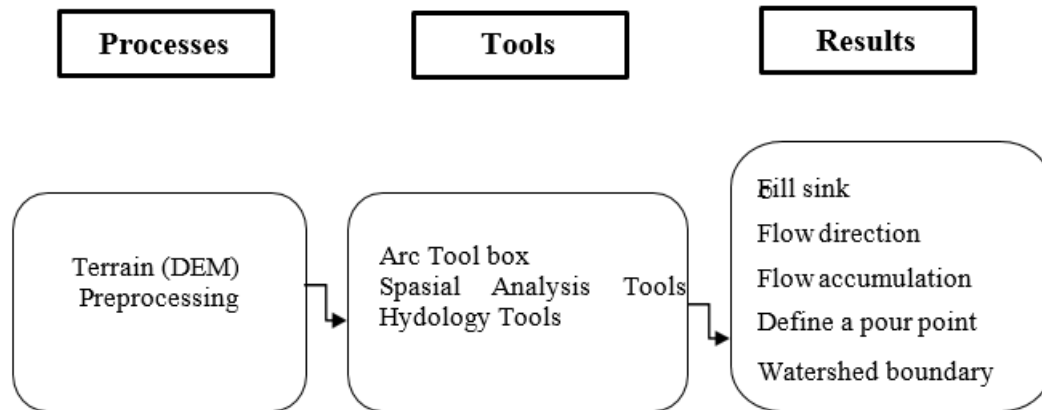 Processes
Tools
Results
Terrain (DEM)
Preprocessing
Arc Tool box
Spasial Analysis Tools
Hydology Tools
Fill sink
Flow direction
Flow accumulation
Define a pour point
Watershed boundary